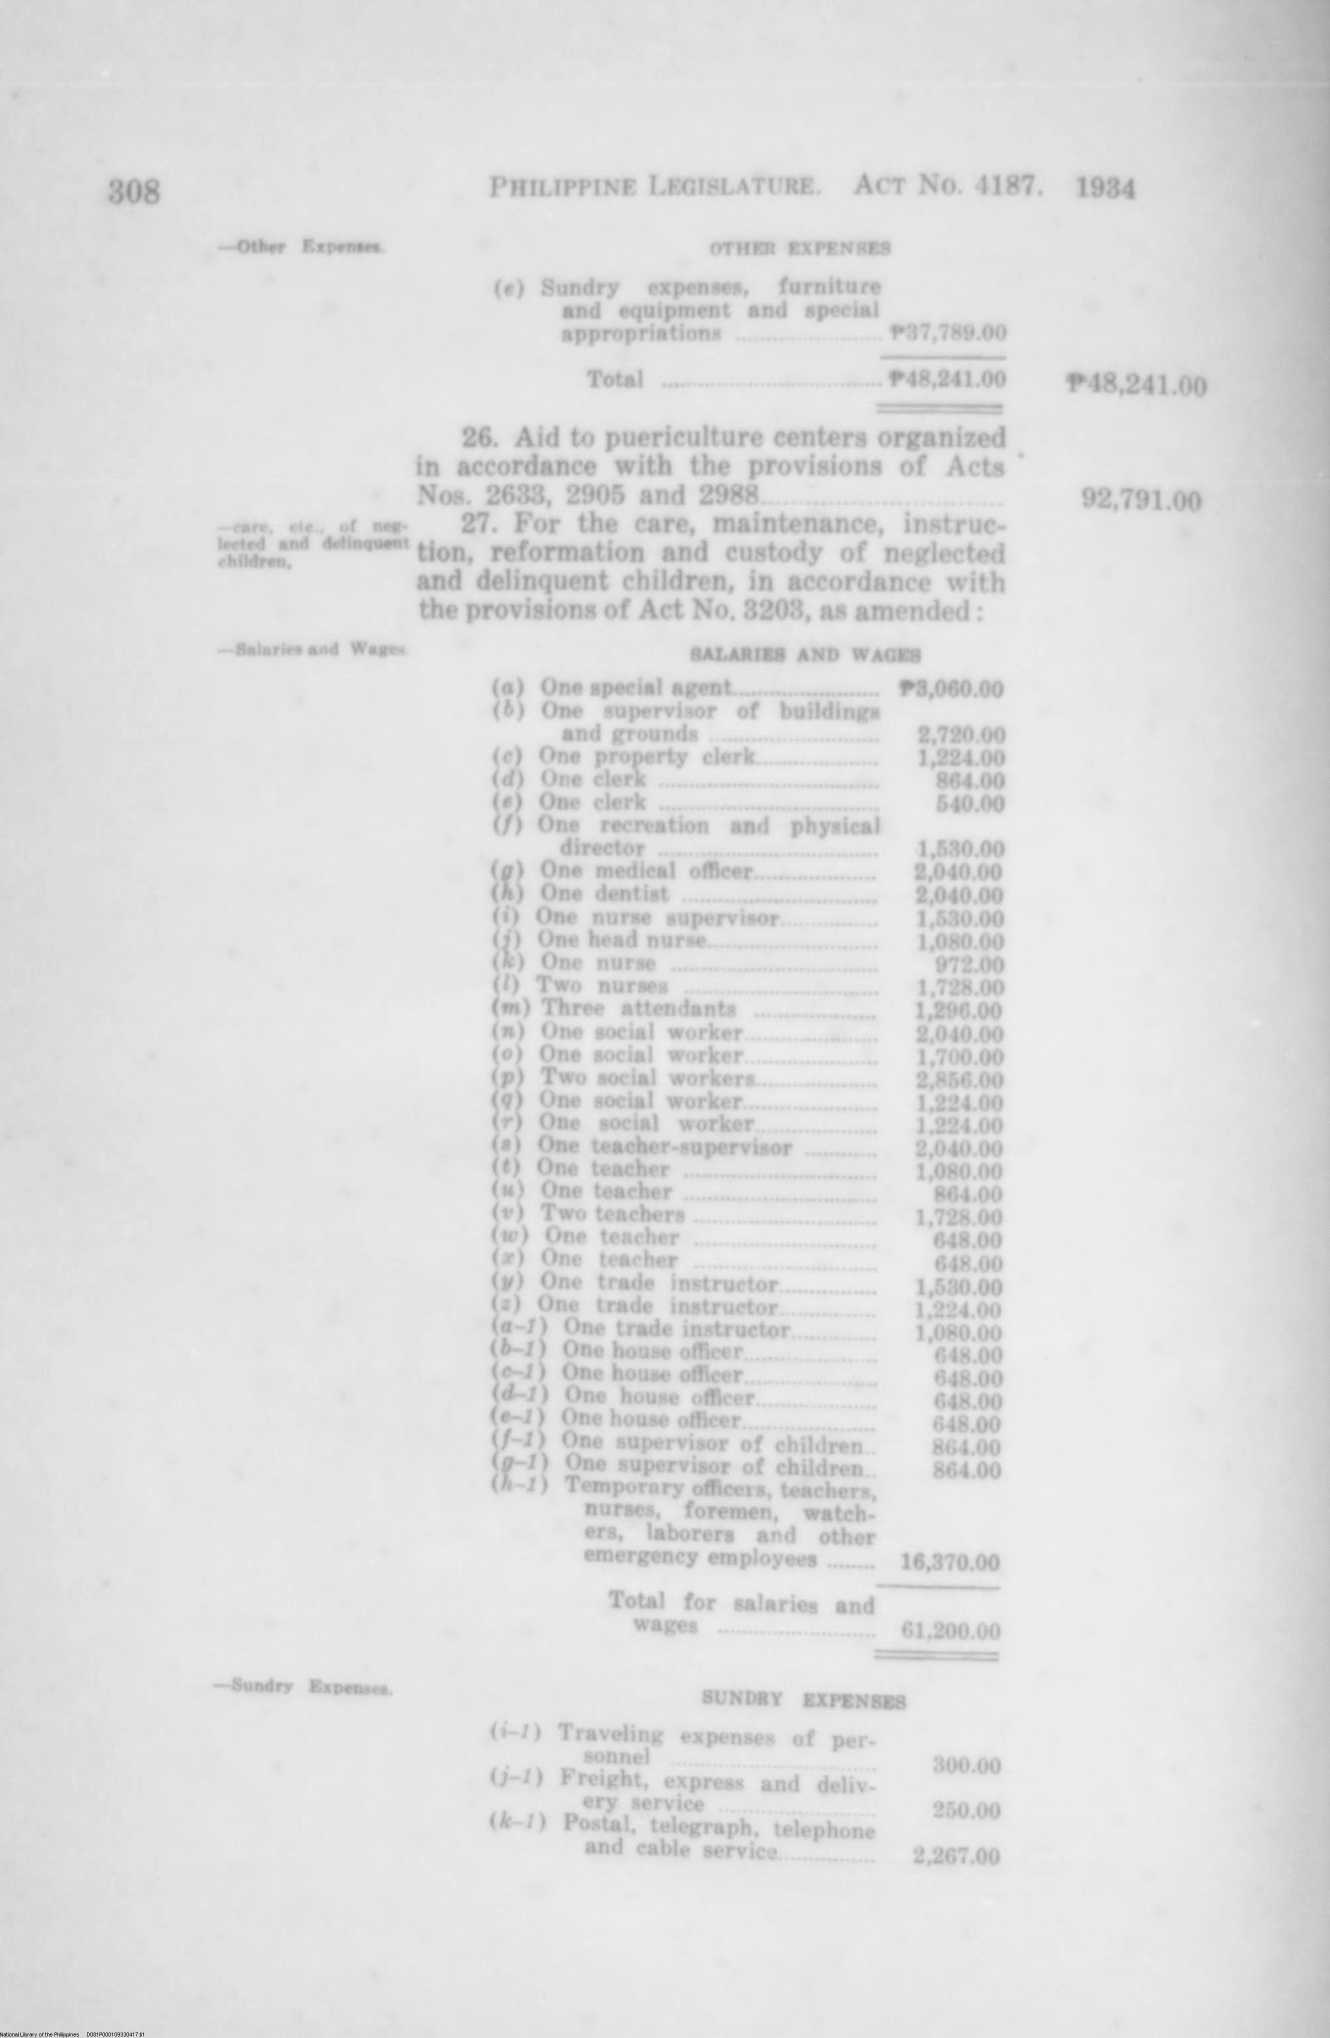 308
PHILIPPINE LEGISLATURE. ACT NO. 4187. 1934
—Other Expenses.
OTHER EXPENSES
(e) Sundry expenses, furniture
and equipment and special
appropriations ........ ₱37,789.00
Total ........ ₱48,241.00 ₱48,241.00
26. Aid to puericulture centers organized
in accordance with the provisions of Acts
Nos. 2633, 2905 and 2988........ 92,791.00
—care, etc., of neg-
lected and delinquent
children,
27. For the care, maintenance, instruc-
tion, reformation and custody of neglected
and delinquent children, in accordance with
the provisions of Act No. 3203, as amended:
—Salaries and Wages.
SALARIES AND WAGES
(a) One special agent........ ₱3,060.00
(b) One supervisor of buildings
and grounds ........ 2,720.00
(c) One property clerk........ 1,224.00
(d) One clerk ........ 864.00
(e) One clerk ........ 540.00
(f) One recreation and physical
director ........ 1,530.00
(g) One medical officer........ 2,040.00
(h) One dentist ........ 2,040.00
(i) One nurse supervisor........ 1,530.00
(j) One head nurse........ 1,080.00
(k) One nurse ........ 972.00
(l) Two nurses ........ 1,728.00
(m) Three attendants ........ 1,296.00
(n) One social worker........ 2,040.00
(o) One social worker........ 1,700.00
(p) Two social workers........ 2,856.00
(q) One social worker........ 1,224.00
(r) One social worker........ 1,224.00
(s) One teacher-supervisor ........ 2,040.00
(t) One teacher ........ 1,080.00
(u) One teacher ........ 864.00
(v) Two teachers ........ 1,728.00
(w) One teacher ........ 648.00
(x) One teacher ........ 648.00
(y) One trade instructor........ 1,530.00
(z) One trade instructor........ 1,224.00
(a-1) One trade instructor........ 1,080.00
(b-1) One house officer........ 648.00
(c-1) One house officer........ 648.00
(d-1) One house officer........ 648.00
(e-1) One house officer........ 648.00
(f-1) One supervisor of children.. 864.00
(g-1) One supervisor of children.. 864.00
(h-1) Temporary officers, teachers,
nurses, foremen, watch-
ers, laborers and other
emergency employees ........ 16,370.00
Total for salaries and
wages ........ 61,200.00
—Sundry Expenses.
SUNDRY EXPENSES
(i-1) Traveling expenses of per-
sonnel ........ 300.00
(j-1) Freight, express and deliv-
ery service ........ 250.00
(k-1) Postal, telegraph, telephone
and cable service........ 2,267.00